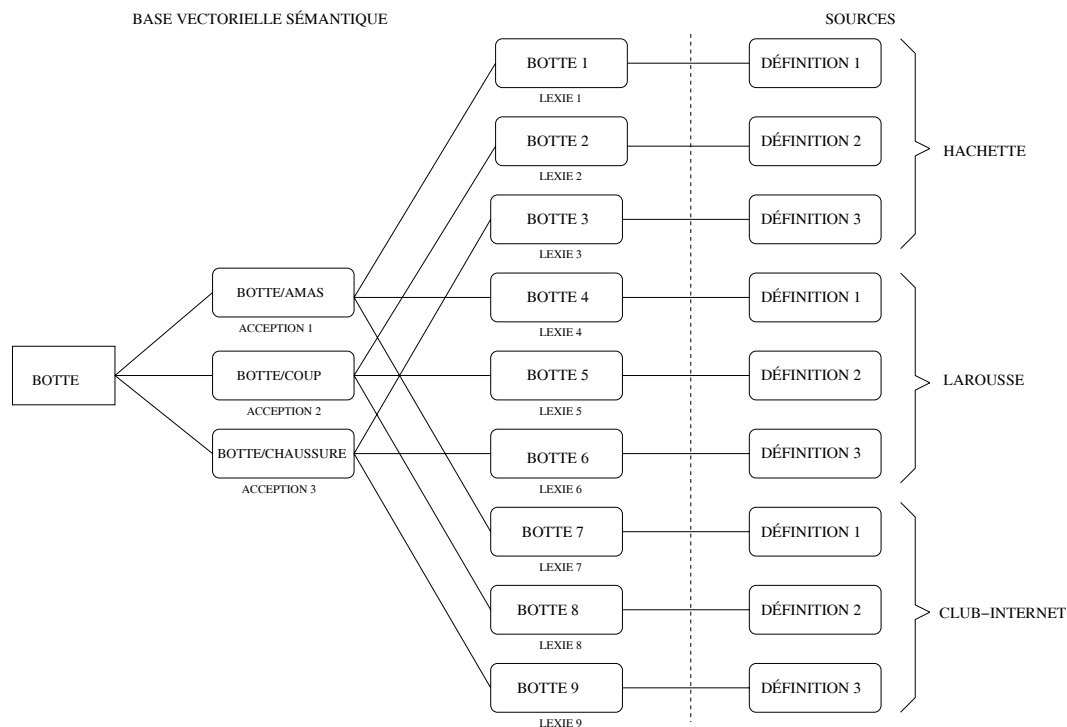 BASE VECTORIELLE SÉMANTIQUE
SOURCES
BOTTE 1
DÉFINITION 1
LEXIE 1
BOTTE 2
DÉFINITION 2
HACHETTE
LEXIE 2
BOTTE 3
DÉFINITION 3
LEXIE 3
BOTTE/AMAS
BOTTE 4
DÉFINITION 1
ACCEPTION 1
LEXIE 4
BOTTE
BOTTE/COUP
BOTTE 5
DÉFINITION 2
LAROUSSE
ACCEPTION 2
LEXIE 5
BOTTE/CHAUSSURE
BOTTE 6
DÉFINITION 3
ACCEPTION 3
LEXIE 6
BOTTE 7
DÉFINITION 1
LEXIE 7
BOTTE 8
DÉFINITION 2
CLUB−INTERNET
LEXIE 8
BOTTE 9
DÉFINITION 3
LEXIE 9